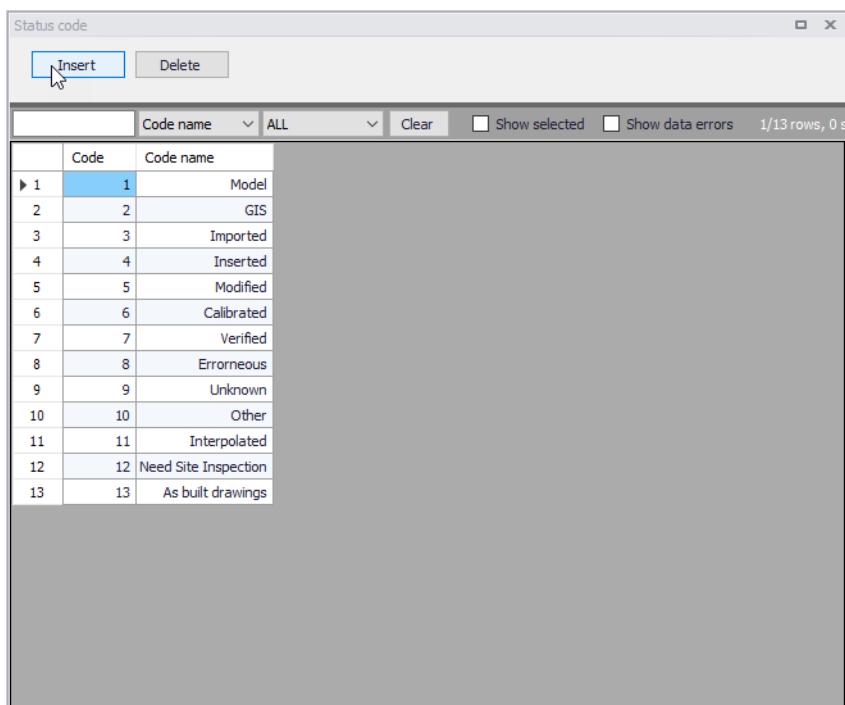 Status code
Insert Delete
Code name ALL Clear Show selected Show data errors 1/13 rows, 0 s
Code Code name
1 1 Model
2 2 GIS
3 3 Imported
4 4 Inserted
5 5 Modified
6 6 Calibrated
7 7 Verified
8 8 Errorneous
9 9 Unknown
10 10 Other
11 11 Interpolated
12 12 Need Site Inspection
13 13 As built drawings